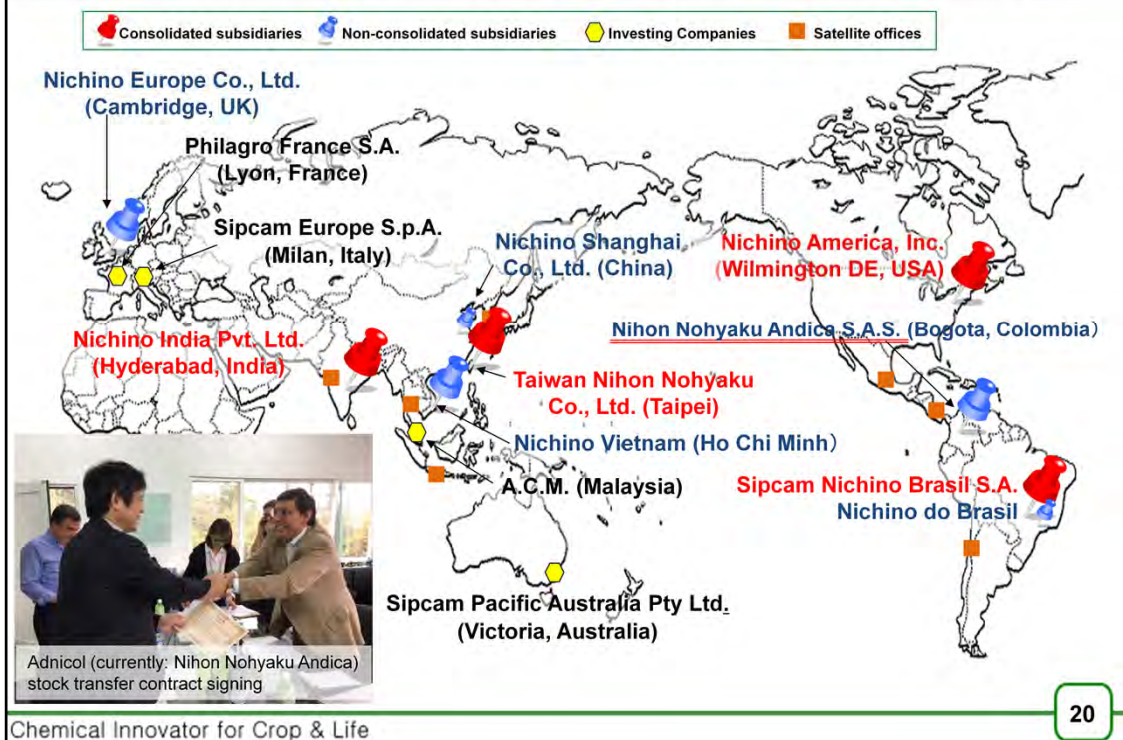 Consolidated subsidiaries
Non-consolidated subsidiaries
Investing Companies
Satellite offices
Nichino Europe Co., Ltd.
(Cambridge, UK)
Philagro France S.A.
(Lyon, France)
Sipcam Europe S.p.A.
(Milan, Italy)
Nichino Shanghai
Co., Ltd. (China)
Nichino America, Inc.
(Wilmington DE, USA)
Nihon Nohyaku Andica S.A.S. (Bogota, Colombia）
Nichino India Pvt. Ltd.
(Hyderabad, India)
Taiwan Nihon Nohyaku
Co., Ltd. (Taipei)
Nichino Vietnam (Ho Chi Minh）
A.C.M. (Malaysia)
Sipcam Nichino Brasil S.A.
Nichino do Brasil
Sipcam Pacific Australia Pty Ltd.
(Victoria, Australia)
Adnicol (currently: Nihon Nohyaku Andica)
stock transfer contract signing
20
Chemical Innovator for Crop & Life